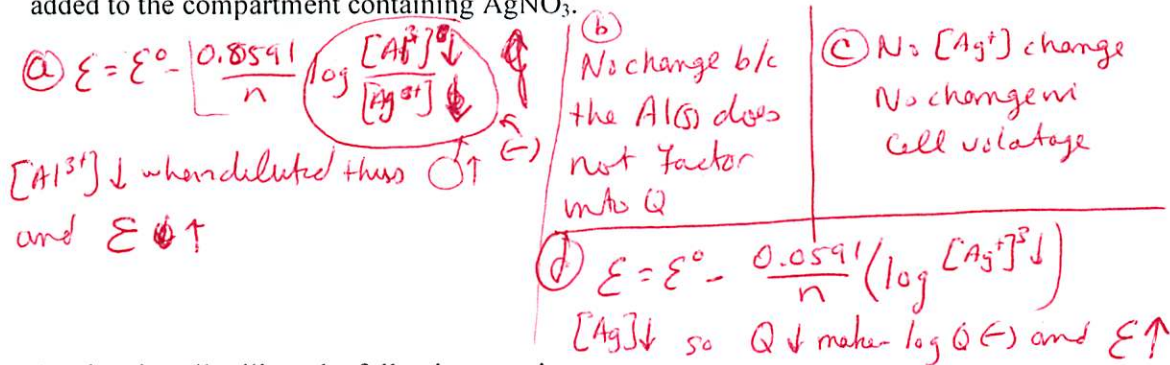 added to the compartment containing AgNO₃.
ⓐ ε = ε° - 0.0591/n log [Al³⁺]↓/[Ag⁺]
(-)
[Al³⁺] ↓ when diluted thus ↑
and ε ↑
ⓑ
No change b/c
the Al(s) does
not factor
into Q
ⓒ No [Ag⁺] change
No change in
cell volatage
ⓓ ε = ε° - 0.0591/n (log [Ag⁺]³↓)
[Ag]↓ so Q ↓ makes log Q (-) and ε↑